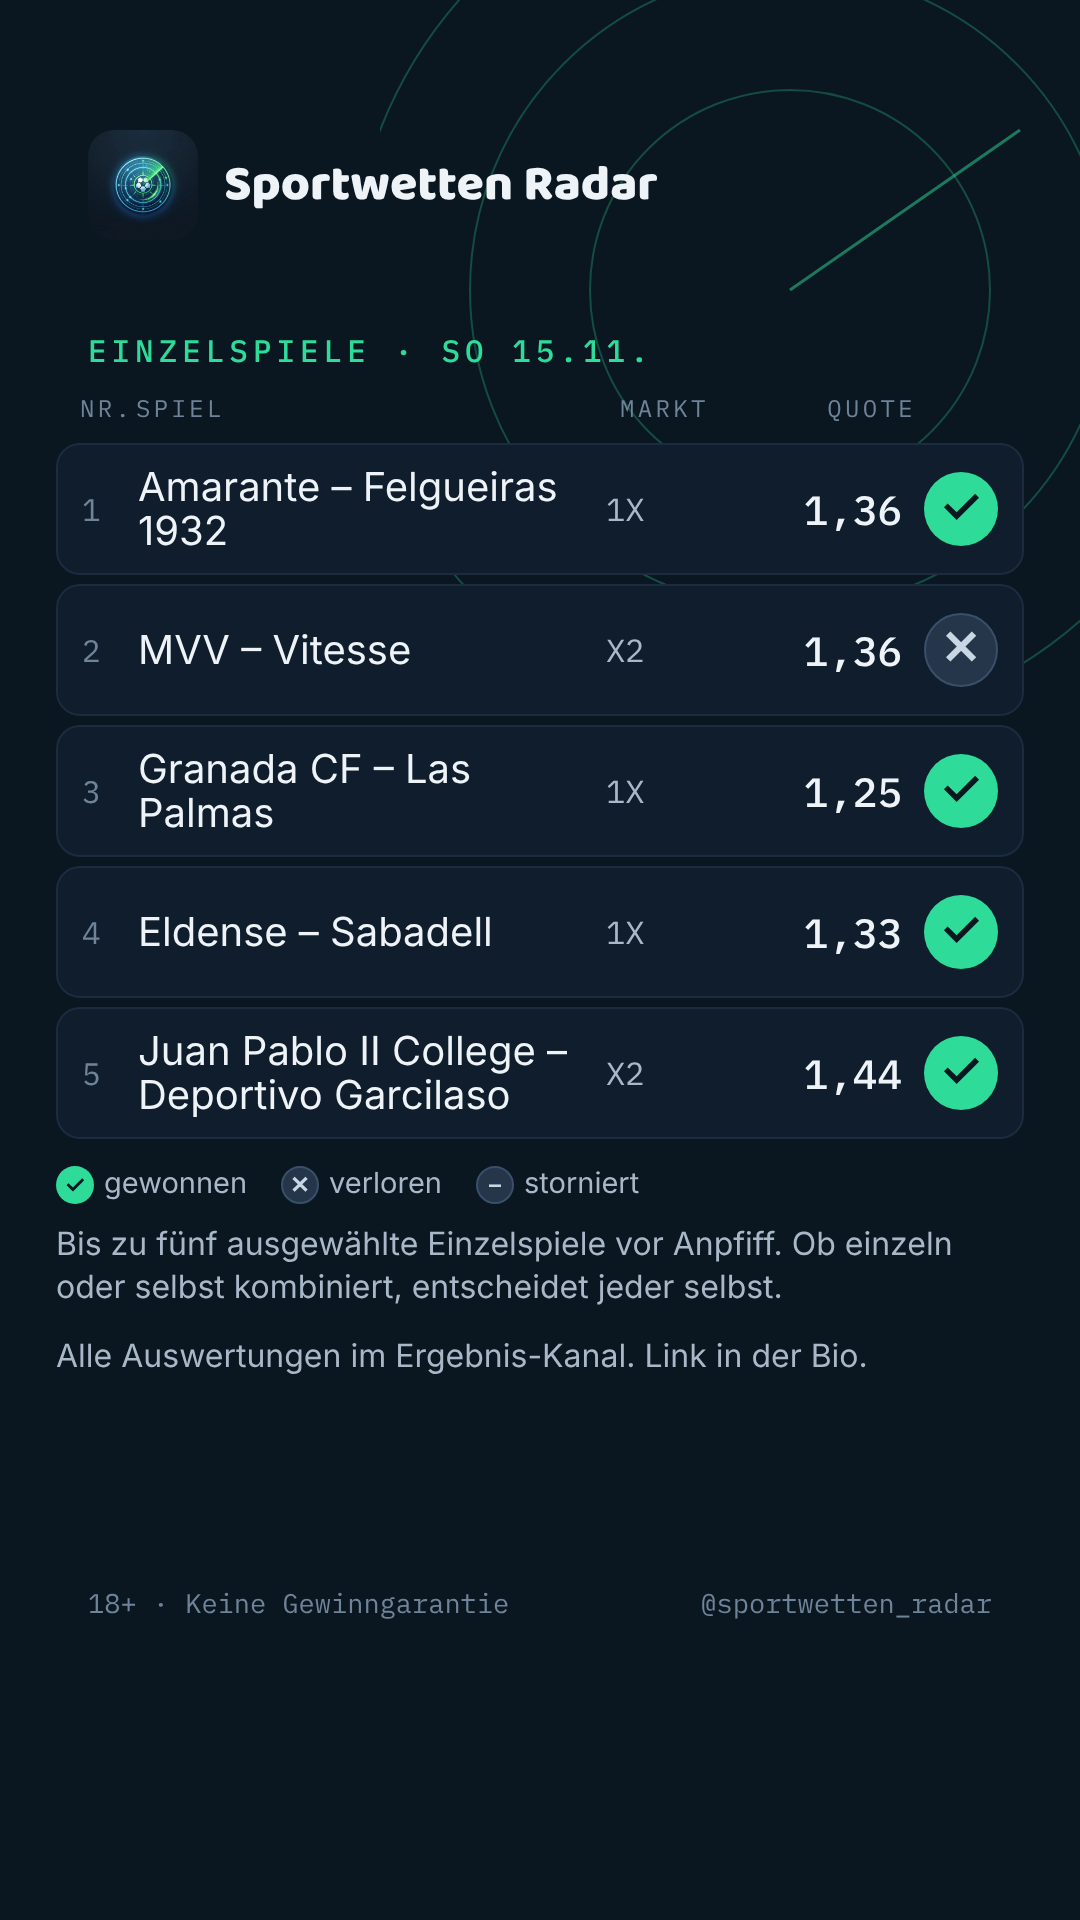 Sportwetten Radar
EINZELSPIELE · SO 15.11.
NR. SPIEL MARKT QUOTE
1 Amarante – Felgueiras 1X 1,36
1932
2 MVV – Vitesse X2 1,36
3 Granada CF – Las 1X 1,25
Palmas
4 Eldense – Sabadell 1X 1,33
5 Juan Pablo II College – X2 1,44
Deportivo Garcilaso
gewonnen verloren storniert
Bis zu fünf ausgewählte Einzelspiele vor Anpfiff. Ob einzeln
oder selbst kombiniert, entscheidet jeder selbst.
Alle Auswertungen im Ergebnis-Kanal. Link in der Bio.
18+ · Keine Gewinngarantie @sportwetten_radar